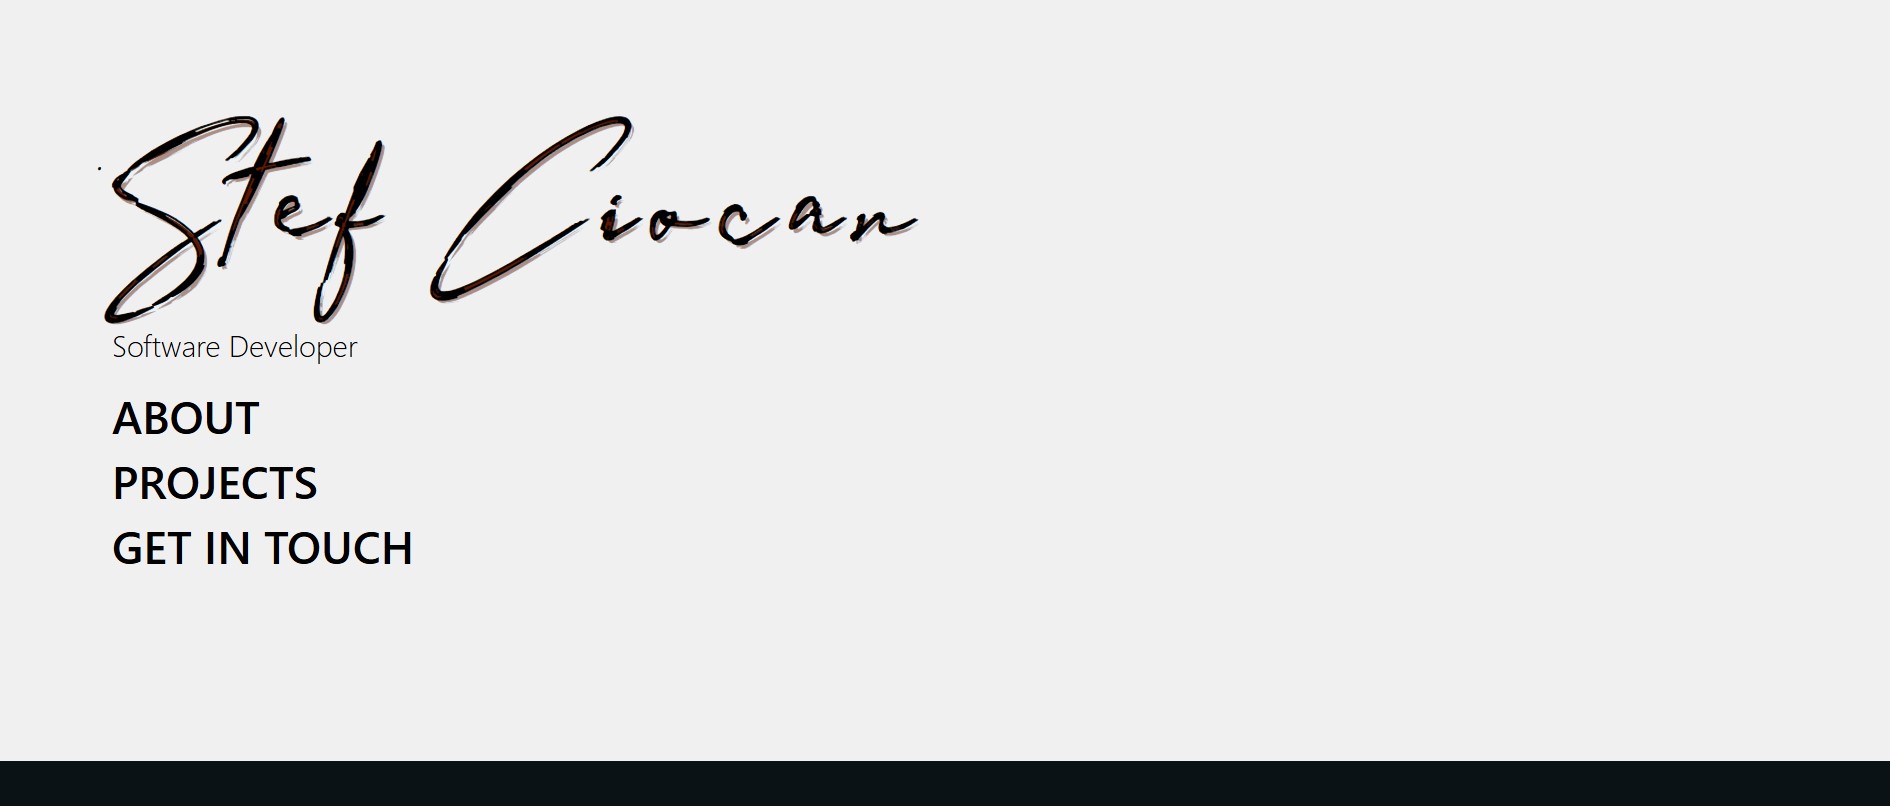 Stef Ciocan
Software Developer
ABOUT
PROJECTS
GET IN TOUCH